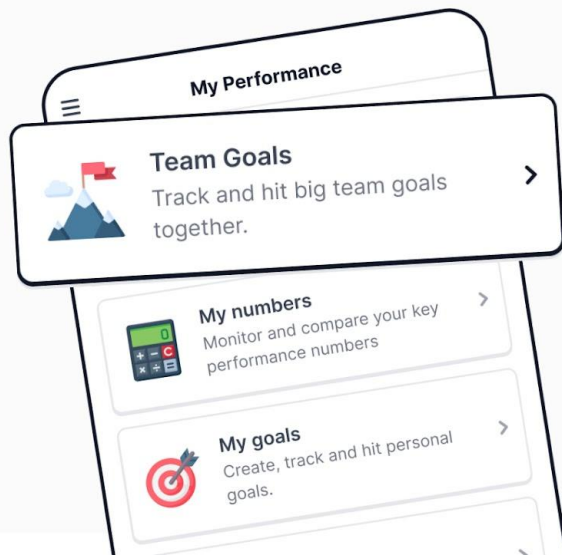 My Performance
Team Goals
Track and hit big team goals
together.
My numbers
Monitor and compare your key
performance numbers
0
+ - C
× ÷ =
My goals
Create, track and hit personal
goals.